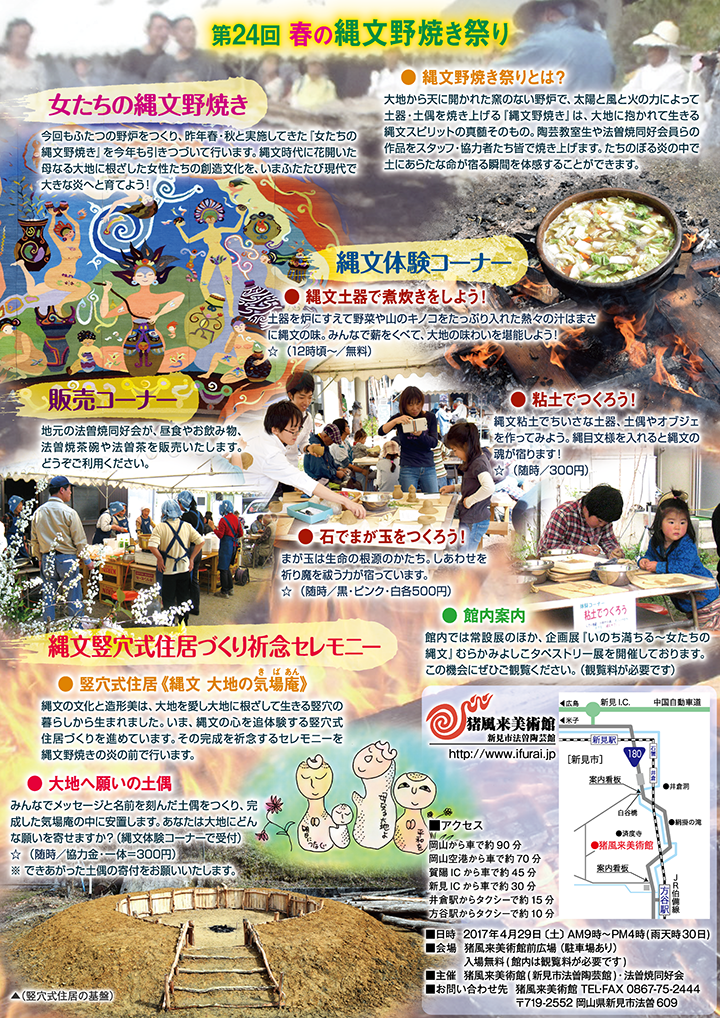 第24回 春の縄文野焼き祭り
女たちの縄文野焼き
今回もふたつの野炉をつくり、昨年春・秋と実施してきた『女たちの
縄文野焼き』を今年も引きつづいて行います。縄文時代に花開いた
母なる大地に根ざした女性たちの創造文化を、いまふたたび現代で
大きな炎へと育てよう！
● 縄文野焼き祭りとは？
大地から天に開かれた窯のない野炉で、太陽と風と火の力によって
土器・土偶を焼き上げる『縄文野焼き』は、大地に抱かれて生きる
縄文スピリットの真髄そのもの。陶芸教室生や法曽焼同好会員らの
作品をスタッフ・協力者たち皆で焼き上げます。たちのぼる炎の中で
土にあらたな命が宿る瞬間を体感することができます。
縄文体験コーナー
● 縄文土器で煮炊きをしよう！
土器を炉にすえて野菜や山のキノコをたっぷり入れた熱々の汁はまさ
に縄文の味。みんなで薪をくべて、大地の味わいを堪能しよう！
☆（12時頃〜／無料）
販売コーナー
地元の法曽焼同好会が、昼食やお飲み物、
法曽焼茶碗や法曽茶を販売いたします。
どうぞご利用ください。
● 粘土でつくろう！
縄文粘土でちいさな土器、土偶やオブジェ
を作ってみよう。縄目文様を入れると縄文の
魂が宿ります！
☆（随時／300円）
● 石でまが玉をつくろう！
まが玉は生命の根源のかたち。しあわせを
祈り魔を祓う力が宿っています。
☆（随時／黒・ピンク・白各500円）
体験コーナー
粘土でつくろう
● 館内案内
館内では常設展のほか、企画展『いのち満ちる〜女たちの
縄文』むらかみよしこタペストリー展を開催しております。
この機会にぜひご観覧ください。（観覧料が必要です）
縄文竪穴式住居づくり祈念セレモニー
● 竪穴式住居《縄文 大地の気場庵》
きばあん
縄文の文化と造形美は、大地を愛し大地に根ざして生きる竪穴の
暮らしから生まれました。いま、縄文の心を追体験する竪穴式
住居づくりを進めています。その完成を祈念するセレモニーを
縄文野焼きの炎の前で行います。
● 大地へ願いの土偶
みんなでメッセージと名前を刻んだ土偶をつくり、完
成した気場庵の中に安置します。あなたは大地にどん
な願いを寄せますか？（縄文体験コーナーで受付）
☆（随時／協力金・一体＝300円）
※ できあがった土偶の寄付をお願いいたします。
▲（竪穴式住居の基盤）
猪風来美術館
新見市法曽陶芸館
http://www.ifurai.jp
■アクセス
岡山から車で約90分
岡山空港から車で約70分
賀陽ICから車で約45分
新見ICから車で約30分
井倉駅からタクシーで約15分
方谷駅からタクシーで約10分
◀広島
新見I.C.
中国自動車道
◀米子
新見駅
［新見市］
180
石蟹
井倉
案内看板
●井倉洞
白谷橋
●絹掛の滝
●済度寺
●猪風来美術館
案内看板
方谷駅
JR伯備線
■日時 2017年4月29日（土）AM9時〜PM4時（雨天時30日）
■会場 猪風来美術館前広場（駐車場あり）
入場無料（館内は観覧料が必要です）
■主催 猪風来美術館（新見市法曽陶芸館）・法曽焼同好会
■お問い合わせ先 猪風来美術館 TEL・FAX 0867-75-2444
〒719-2552 岡山県新見市法曽609